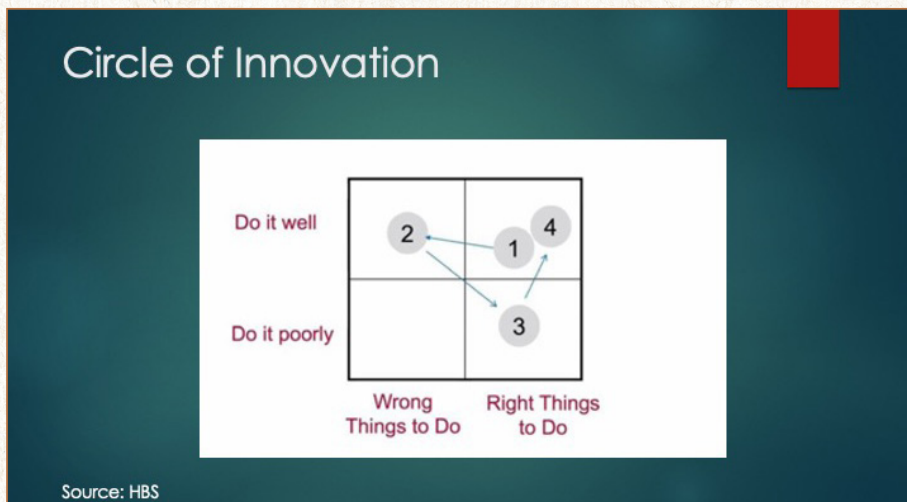 Circle of Innovation
Do it well
2
1
4
Do it poorly
3
Wrong
Things to Do
Right Things
to Do
Source: HBS